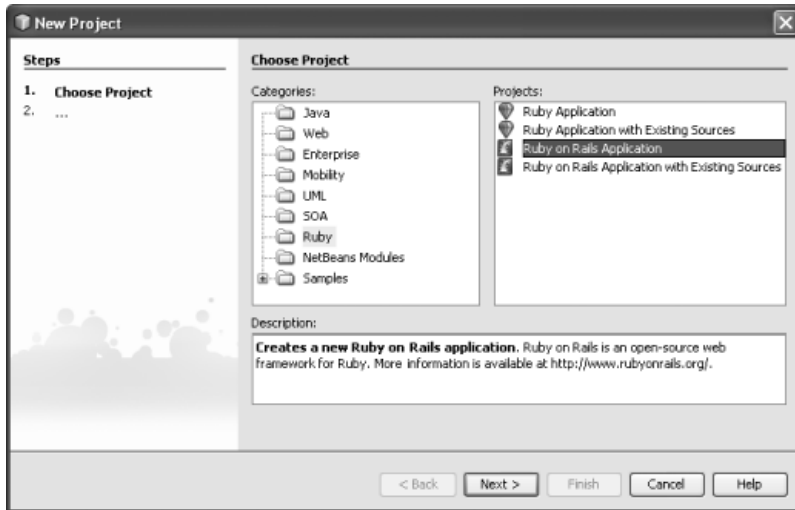 New Project
Steps
1. Choose Project
2. ...
Choose Project
Categories:
Java
Web
Enterprise
Mobility
UML
SOA
Ruby
NetBeans Modules
Samples
Projects:
Ruby Application
Ruby Application with Existing Sources
Ruby on Rails Application
Ruby on Rails Application with Existing Sources
Description:
Creates a new Ruby on Rails application. Ruby on Rails is an open-source web
framework for Ruby. More information is available at http://www.rubyonrails.org/.
< Back
Next >
Finish
Cancel
Help